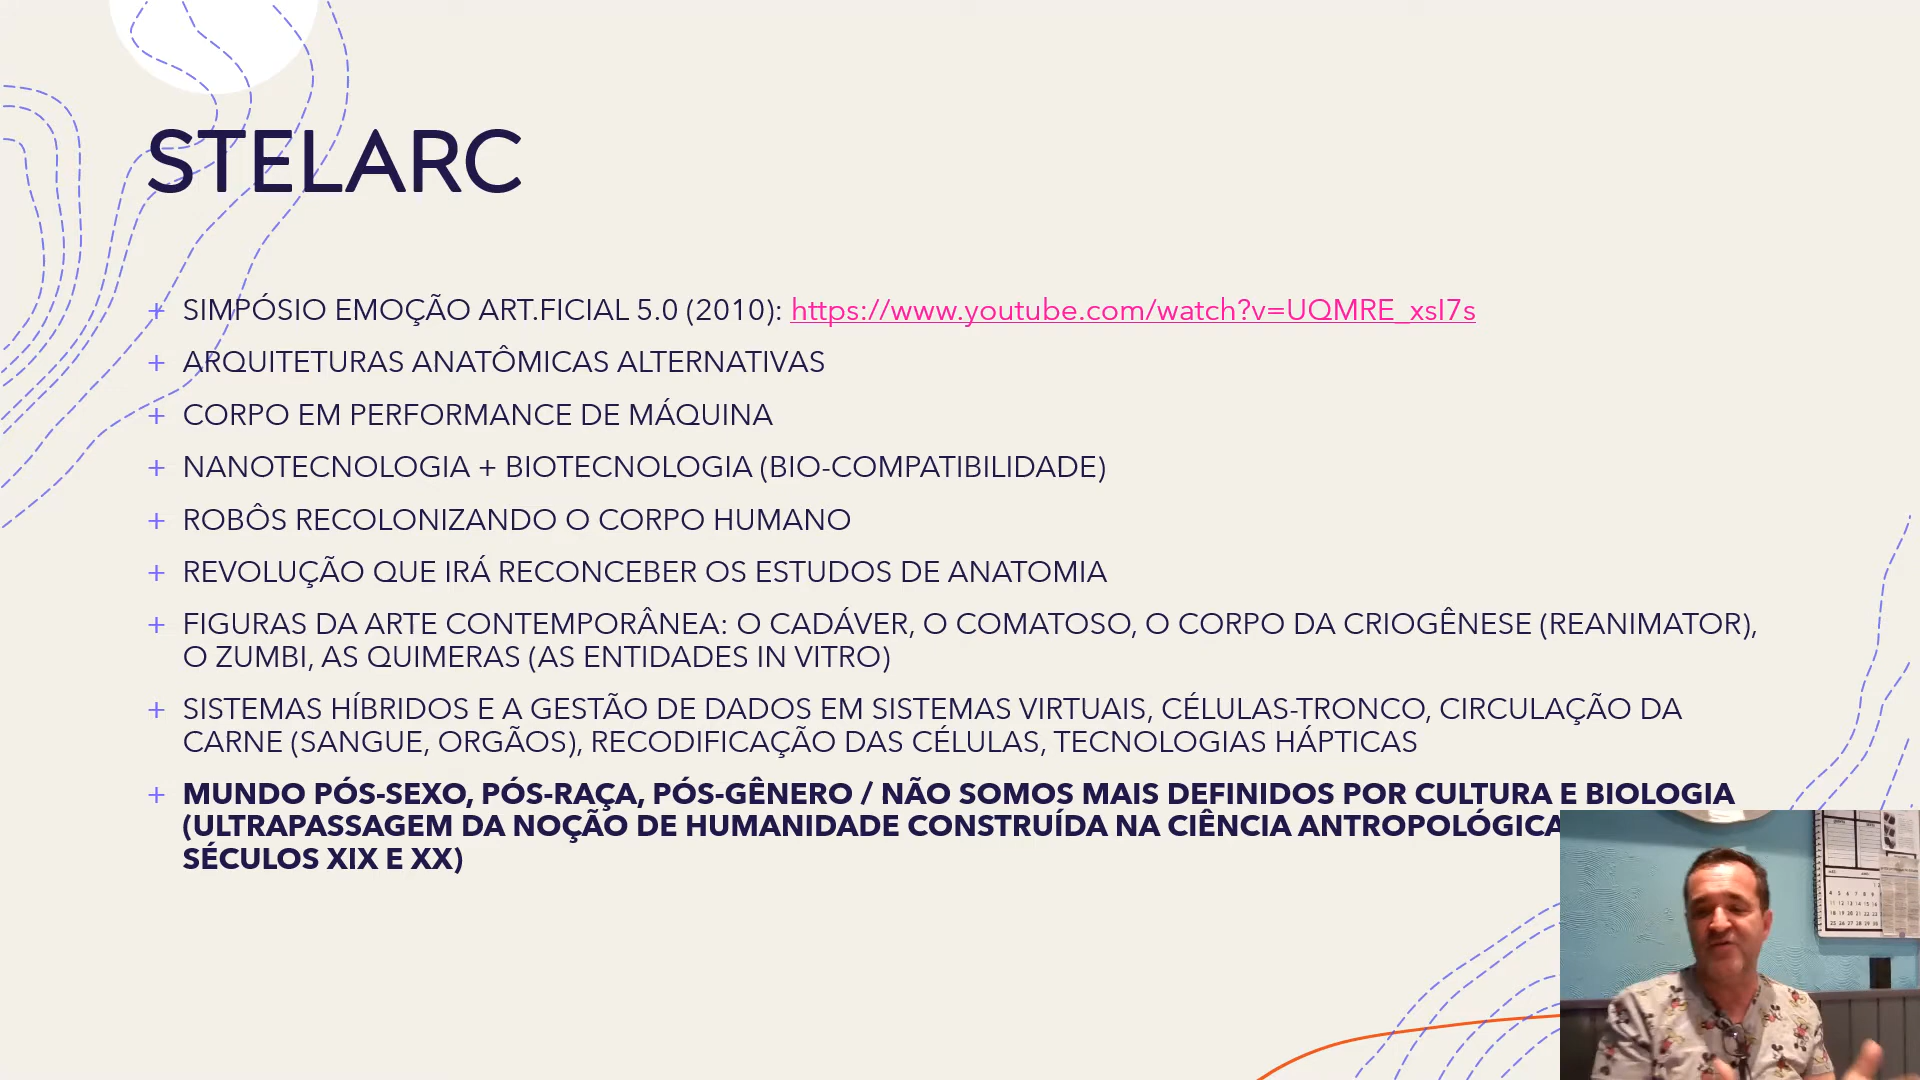 STELARC
+ SIMPÓSIO EMOÇÃO ART.FICIAL 5.0 (2010): https://www.youtube.com/watch?v=UQMRE_xsI7s
+ ARQUITETURAS ANATÔMICAS ALTERNATIVAS
+ CORPO EM PERFORMANCE DE MÁQUINA
+ NANOTECNOLOGIA + BIOTECNOLOGIA (BIO-COMPATIBILIDADE)
+ ROBÔS RECOLONIZANDO O CORPO HUMANO
+ REVOLUÇÃO QUE IRÁ RECONCEBER OS ESTUDOS DE ANATOMIA
+ FIGURAS DA ARTE CONTEMPORÂNEA: O CADÁVER, O COMATOSO, O CORPO DA CRIOGÊNESE (REANIMATOR),
O ZUMBI, AS QUIMERAS (AS ENTIDADES IN VITRO)
+ SISTEMAS HÍBRIDOS E A GESTÃO DE DADOS EM SISTEMAS VIRTUAIS, CÉLULAS-TRONCO, CIRCULAÇÃO DA
CARNE (SANGUE, ORGÃOS), RECODIFICAÇÃO DAS CÉLULAS, TECNOLOGIAS HÁPTICAS
+ MUNDO PÓS-SEXO, PÓS-RAÇA, PÓS-GÊNERO / NÃO SOMOS MAIS DEFINIDOS POR CULTURA E BIOLOGIA
(ULTRAPASSAGEM DA NOÇÃO DE HUMANIDADE CONSTRUÍDA NA CIÊNCIA ANTROPOLÓGICA
SÉCULOS XIX E XX)